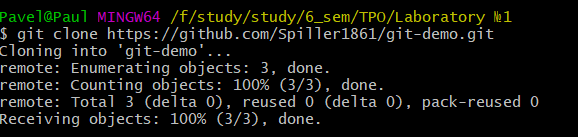 Pavel@Paul MINGW64 /f/study/study/6_sem/TPO/Laboratory №1
$ git clone https://github.com/Spiller1861/git-demo.git
Cloning into 'git-demo'...
remote: Enumerating objects: 3, done.
remote: Counting objects: 100% (3/3), done.
remote: Total 3 (delta 0), reused 0 (delta 0), pack-reused 0
Receiving objects: 100% (3/3), done.